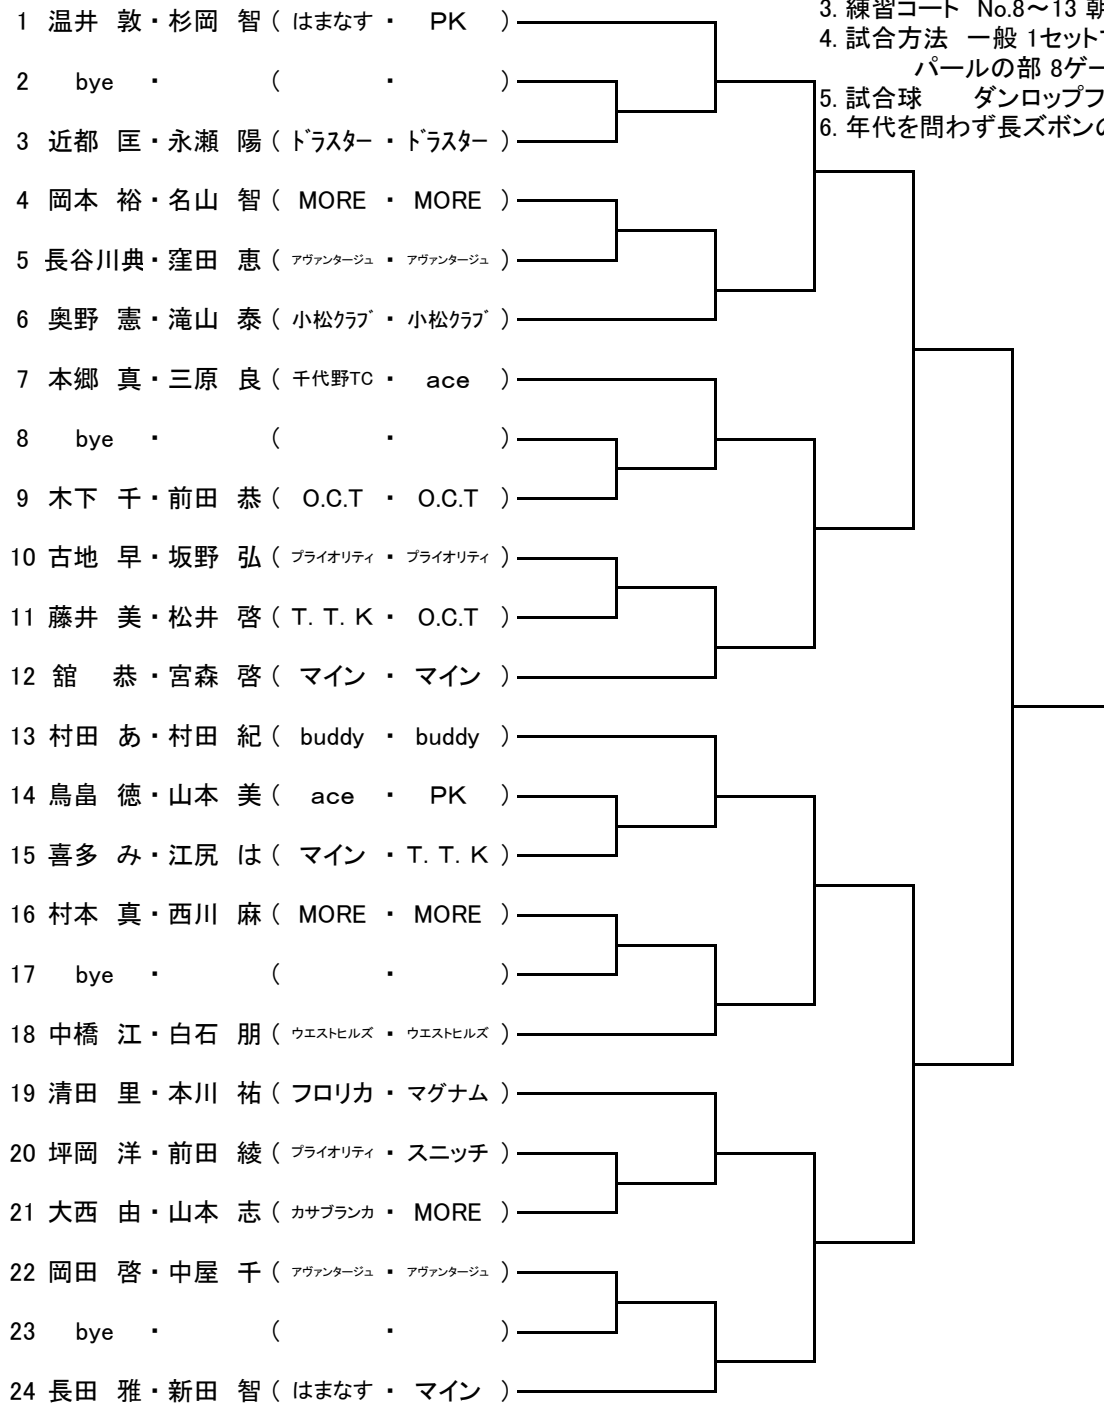 3. 練習コート No.8～13 朝
4. 試合方法 一般 1セット
パールの部 8ゲー
5. 試合球 ダンロップフ
6. 年代を問わず長ズボンの
1 温井 敦・杉岡 智 ( はまなす ・ PK )
2 bye ・ ( ・ )
3 近都 匡・永瀬 陽 ( ﾄﾞﾗｽﾀｰ ・ ﾄﾞﾗｽﾀｰ )
4 岡本 裕・名山 智 ( MORE ・ MORE )
5 長谷川典・窪田 恵 ( アヴァンタージュ ・ アヴァンタージュ )
6 奥野 憲・滝山 泰 ( 小松ｸﾗﾌﾞ ・ 小松ｸﾗﾌﾞ )
7 本郷 真・三原 良 ( 千代野TC ・ ace )
8 bye ・ ( ・ )
9 木下 千・前田 恭 ( O.C.T ・ O.C.T )
10 古地 早・坂野 弘 ( プライオリティ ・ プライオリティ )
11 藤井 美・松井 啓 ( T. T. K ・ O.C.T )
12 舘 恭・宮森 啓 ( マイン ・ マイン )
13 村田 あ・村田 紀 ( buddy ・ buddy )
14 鳥畠 徳・山本 美 ( ace ・ PK )
15 喜多 み・江尻 は ( マイン ・ T. T. K )
16 村本 真・西川 麻 ( MORE ・ MORE )
17 bye ・ ( ・ )
18 中橋 江・白石 朋 ( ウエストヒルズ ・ ウエストヒルズ )
19 清田 里・本川 祐 ( フロリカ ・ マグナム )
20 坪岡 洋・前田 綾 ( プライオリティ ・ スニッチ )
21 大西 由・山本 志 ( カサブランカ ・ MORE )
22 岡田 啓・中屋 千 ( アヴァンタージュ ・ アヴァンタージュ )
23 bye ・ ( ・ )
24 長田 雅・新田 智 ( はまなす ・ マイン )